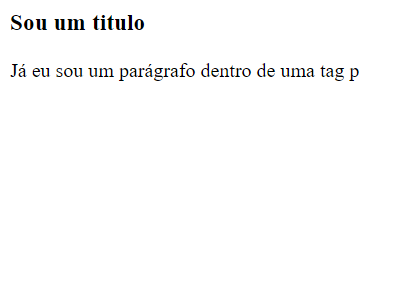 Sou um titulo
Já eu sou um parágrafo dentro de uma tag p